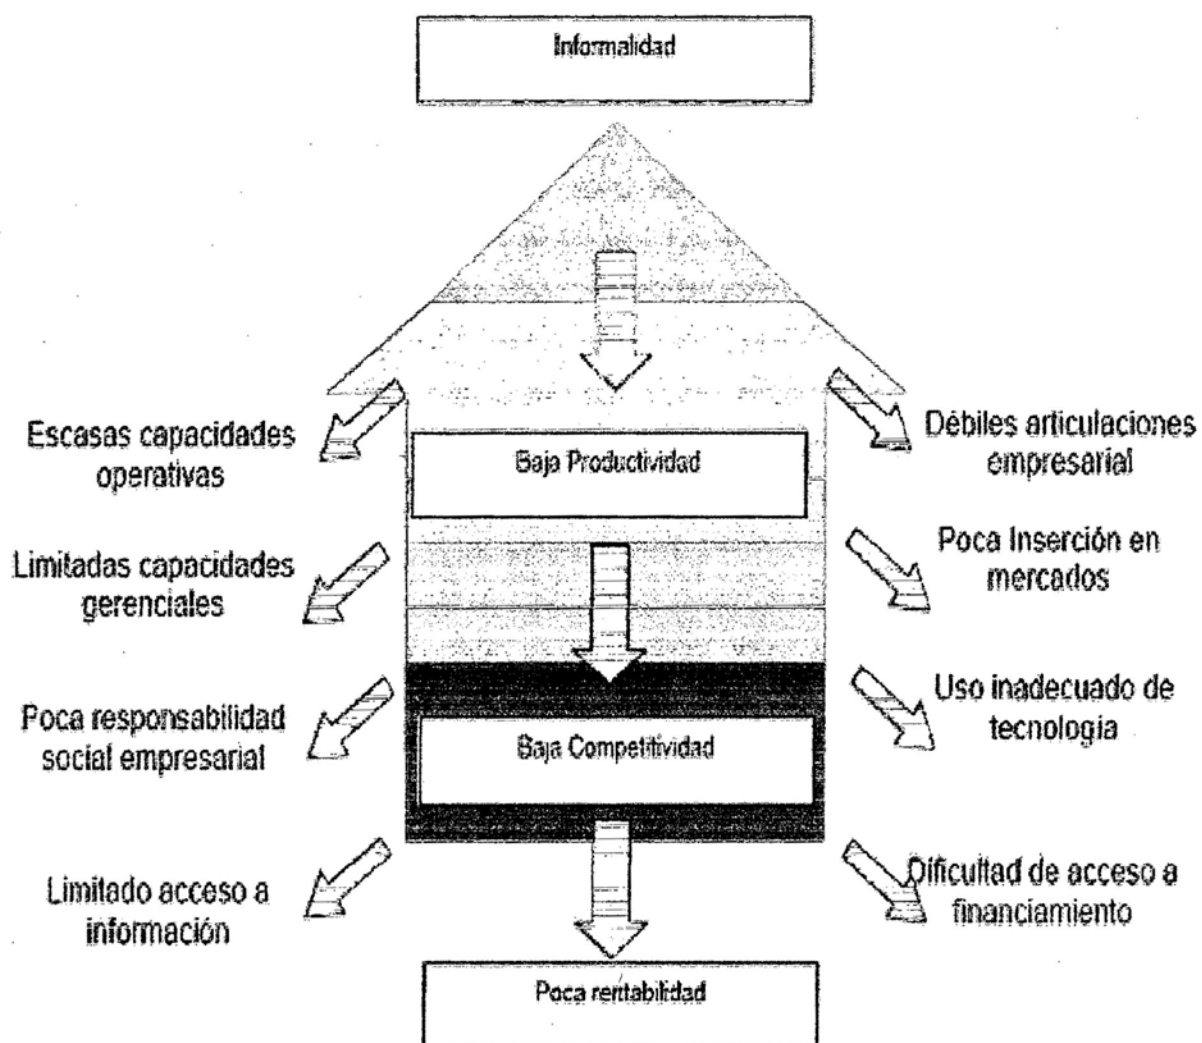 Informalidad
Escasas capacidades
operativas
Débiles articulaciones
empresarial
Baja Productividad
Limitadas capacidades
gerenciales
Poca Inserción en
mercados
Poca responsabilidad
social empresarial
Uso inadecuado de
tecnología
Baja Competitividad
Limitado acceso a
información
Dificultad de acceso a
financiamiento
Poca rentabilidad